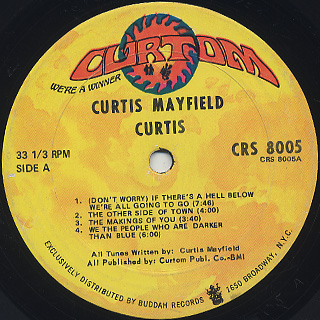 CURTOM
WE'RE A WINNER
CURTIS MAYFIELD
CURTIS
33 1/3 RPM
SIDE A
CRS 8005
CRS 8005A
1. (DON'T WORRY) IF THERE'S A HELL BELOW
WE'RE ALL GOING TO GO (7:46)
2. THE OTHER SIDE OF TOWN (4:00)
3. THE MAKINGS OF YOU (3:40)
4. WE THE PEOPLE WHO ARE DARKER
THAN BLUE (6:00)
All Tunes Written by: Curtis Mayfield
All Published by: Curtom Publ. Co.-BMI
EXCLUSIVELY DISTRIBUTED BY BUDDAH RECORDS 1650 BROADWAY, N.Y.C.